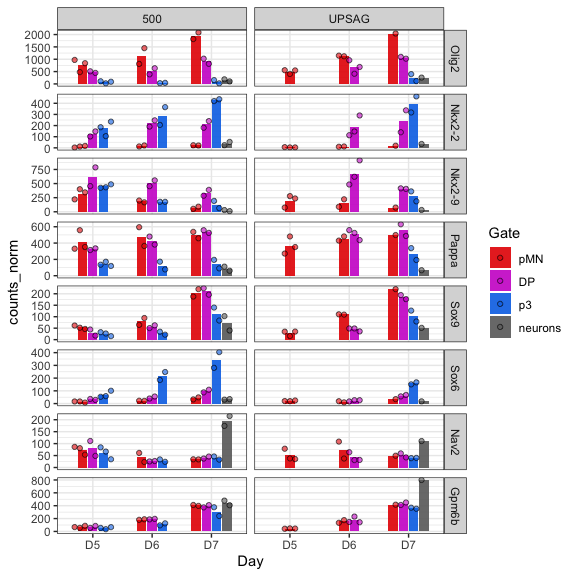 500 UPSAG
2000
1500
1000
500
0
Olig2
400
300
200
100
0
Nkx2-2
750
500
250
0
Nkx2-9
600
400
200
0
Pappa
200
150
100
50
0
Sox9
400
300
200
100
0
Sox6
200
150
100
50
0
Nav2
800
600
400
200
0
Gpm6b
D5 D6 D7 D5 D6 D7
Day
counts_norm
Gate
pMN
DP
p3
neurons